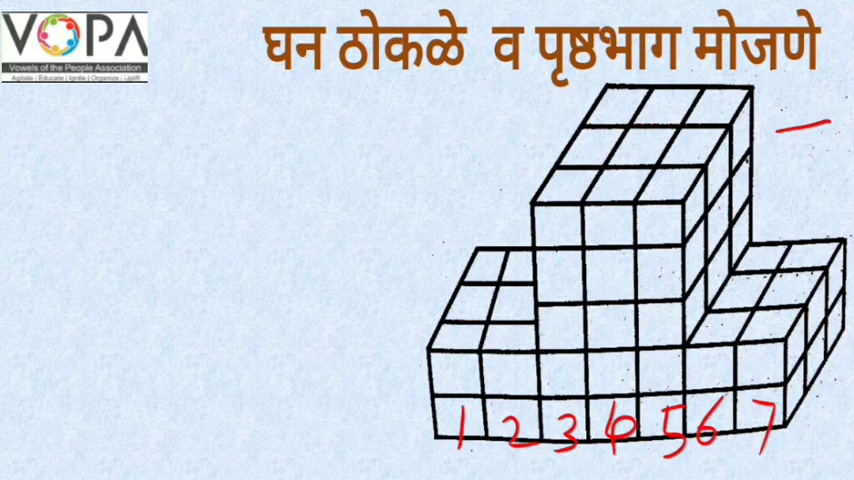 VOPA
Vowels of the People Association
Agitate | Educate | Ignite | Organize | Uplift
घन ठोकळे व पृष्ठभाग मोजणे
1 2 3 4 5 6 7